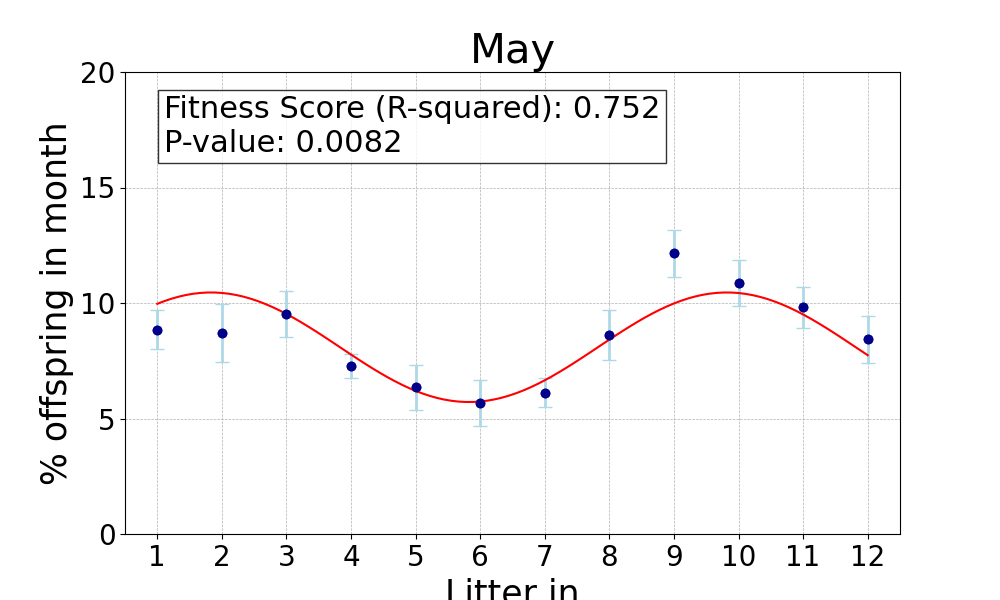 May
Fitness Score (R-squared): 0.752
P-value: 0.0082
% offspring in month
20
15
10
5
0
1 2 3 4 5 6 7 8 9 10 11 12
Litter in